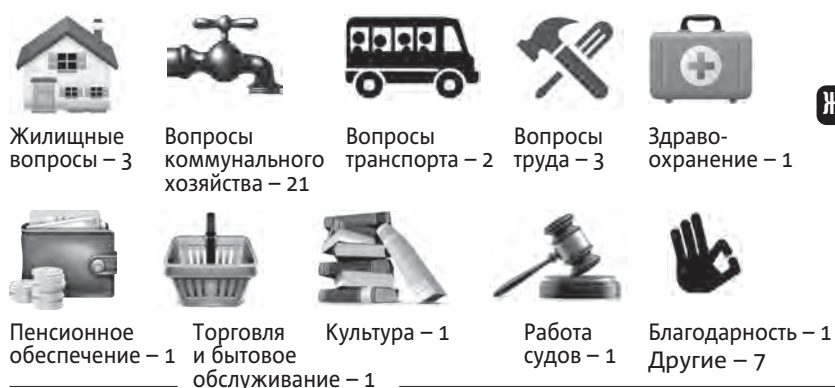 Ж
Жилищные
вопросы – 3
Вопросы
коммунального
хозяйства – 21
Вопросы
транспорта – 2
Вопросы
труда – 3
Здраво-
охранение – 1
Пенсионное
обеспечение – 1
Торговля
и бытовое
обслуживание – 1
Культура – 1
Работа
судов – 1
Благодарность – 1
Другие – 7